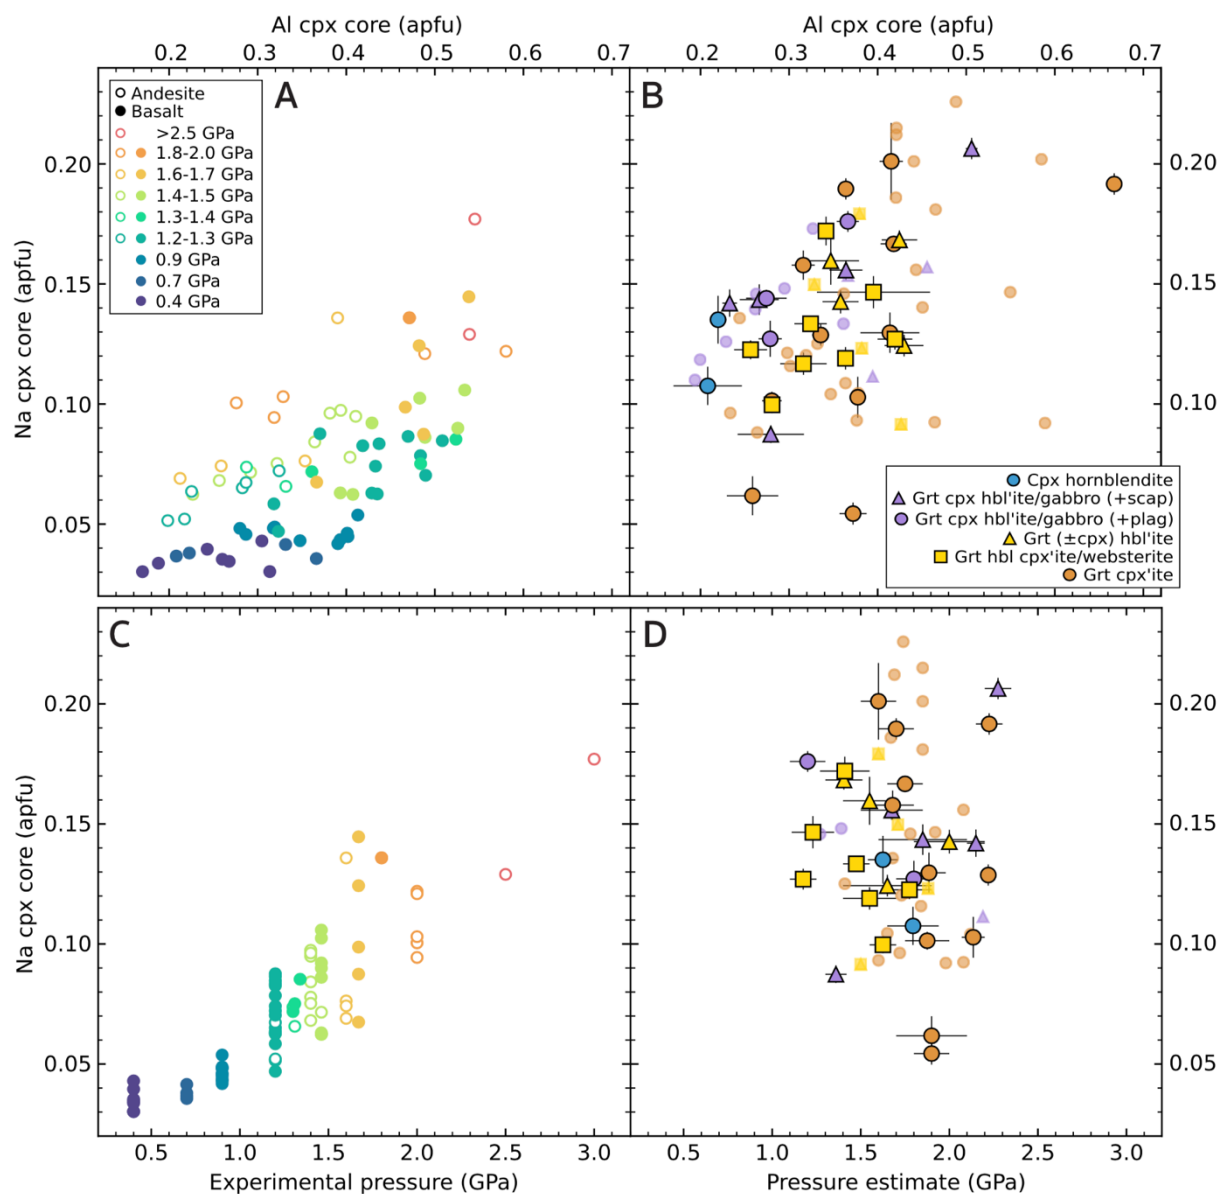 Al cpx core (apfu)
Al cpx core (apfu)
0.2 0.3 0.4 0.5 0.6 0.7
0.2 0.3 0.4 0.5 0.6 0.7
A
Andesite
Basalt
>2.5 GPa
1.8-2.0 GPa
1.6-1.7 GPa
1.4-1.5 GPa
1.3-1.4 GPa
1.2-1.3 GPa
0.9 GPa
0.7 GPa
0.4 GPa
Na cpx core (apfu)
0.20
0.15
0.10
0.05
B
0.20
0.15
0.10
Cpx hornblendite
Grt cpx hbl'ite/gabbro (+scap)
Grt cpx hbl'ite/gabbro (+plag)
Grt (±cpx) hbl'ite
Grt hbl cpx'ite/websterite
Grt cpx'ite
C
Na cpx core (apfu)
0.20
0.15
0.10
0.05
D
0.20
0.15
0.10
0.05
0.5 1.0 1.5 2.0 2.5 3.0
0.5 1.0 1.5 2.0 2.5 3.0
Experimental pressure (GPa)
Pressure estimate (GPa)